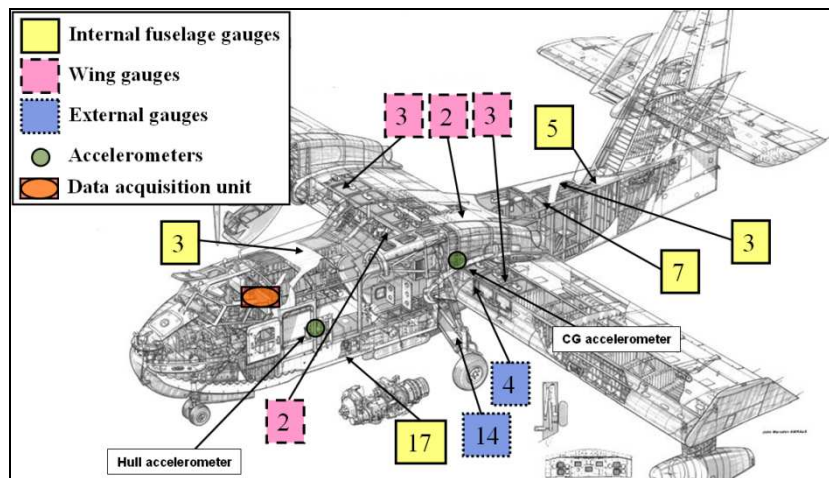 Internal fuselage gauges
Wing gauges
External gauges
Accelerometers
Data acquisition unit
3
2
3
5
3
3
7
CG accelerometer
4
2
17
14
Hull accelerometer